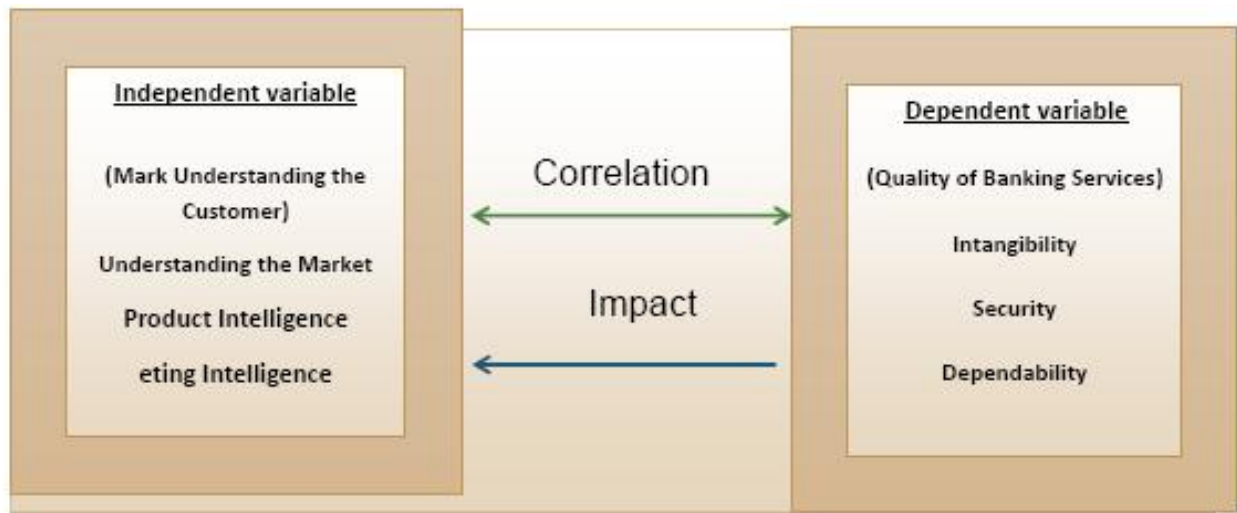 Independent variable
(Mark Understanding the
Customer)
Understanding the Market
Product Intelligence
eting Intelligence
Correlation
Impact
Dependent variable
(Quality of Banking Services)
Intangibility
Security
Dependability